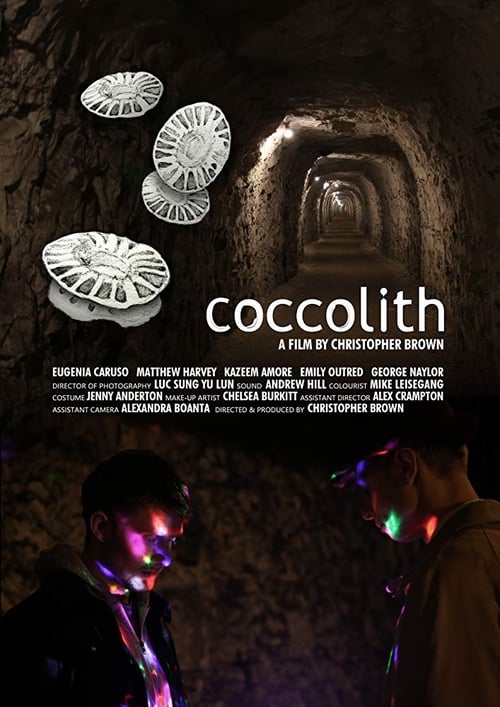 coccolith
A FILM BY CHRISTOPHER BROWN
EUGENIA CARUSO MATTHEW HARVEY KAZEEM AMORE EMILY OUTRED GEORGE NAYLOR
DIRECTOR OF PHOTOGRAPHY LUC SUNG YU LUN SOUND ANDREW HILL COLOURIST MIKE LEISEGANG
COSTUME JENNY ANDERTON MAKE-UP ARTIST CHELSEA BURKITT ASSISTANT DIRECTOR ALEX CRAMPTON
ASSISTANT CAMERA ALEXANDRA BOANTA DIRECTED & PRODUCED BY CHRISTOPHER BROWN